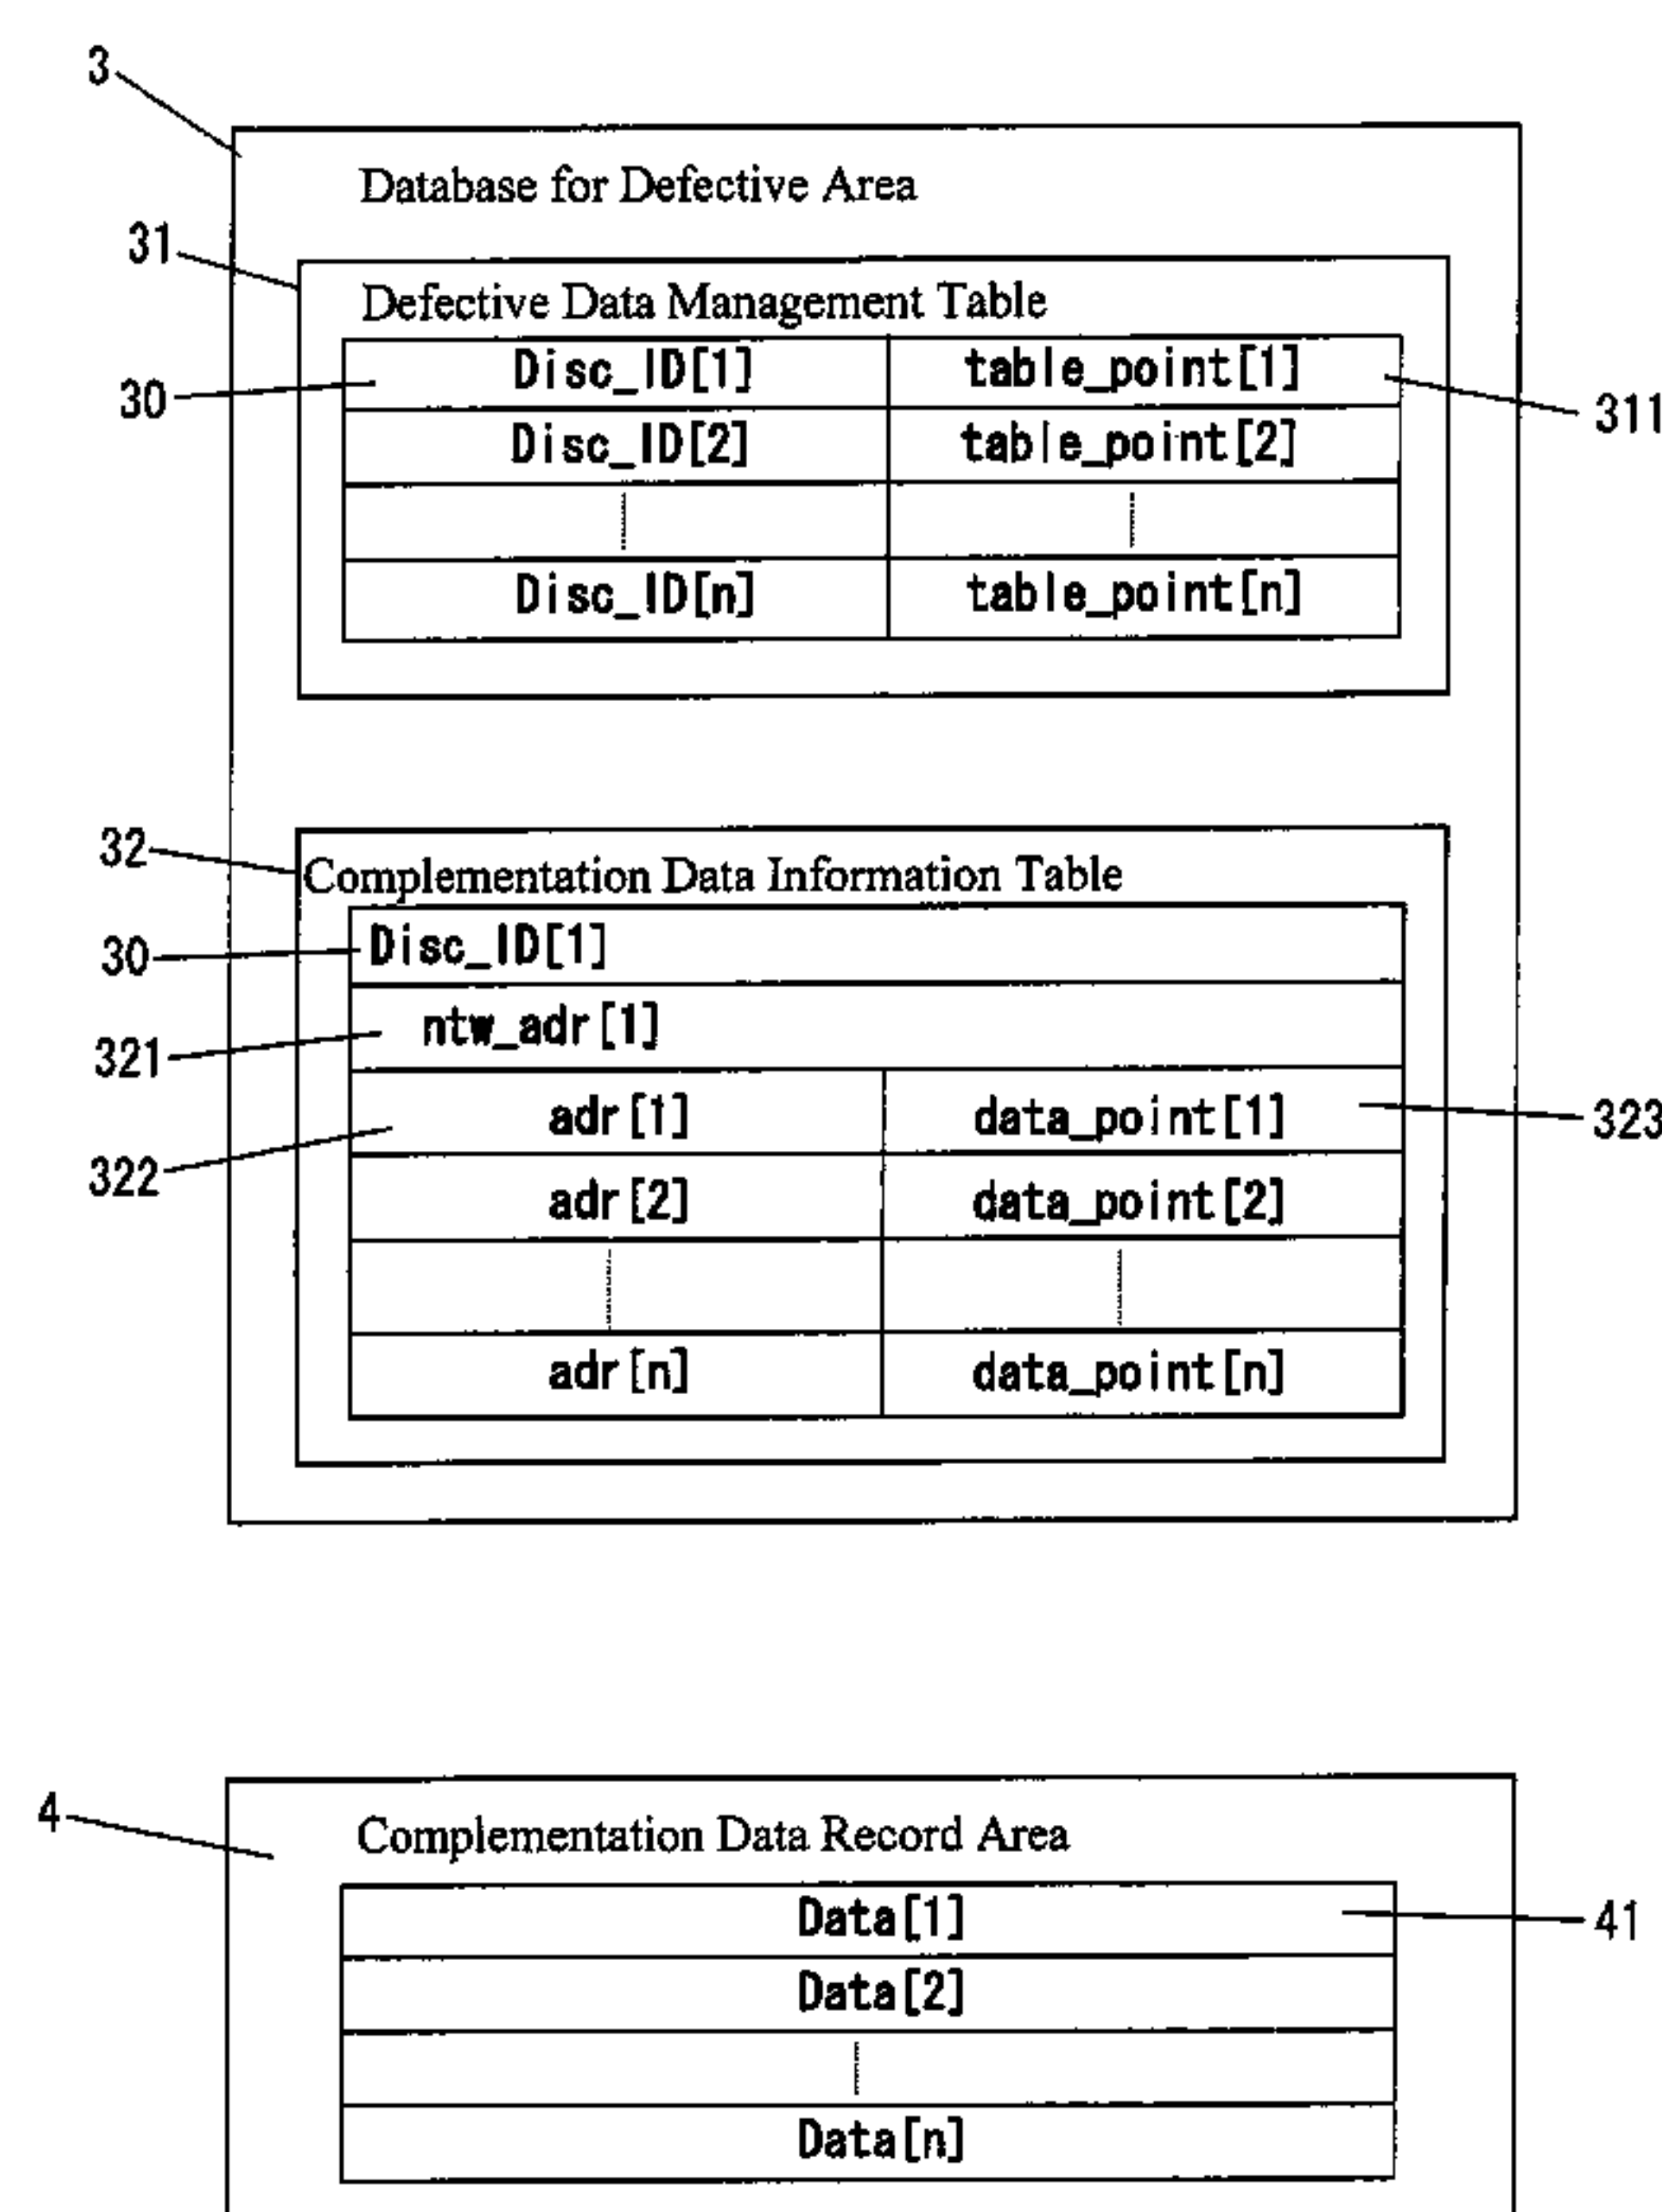 3
Database for Defective Area
31
Defective Data Management Table
30
Disc_ID[1] table_point[1]
311
Disc_ID[2] table_point[2]
Disc_ID[n] table_point[n]
32
Complementation Data Information Table
30
Disc_ID[1]
321
ntw_adr[1]
322
adr[1] data_point[1]
323
adr[2] data_point[2]
adr[n] data_point[n]
4
Complementation Data Record Area
Data[1]
41
Data[2]
Data[n]